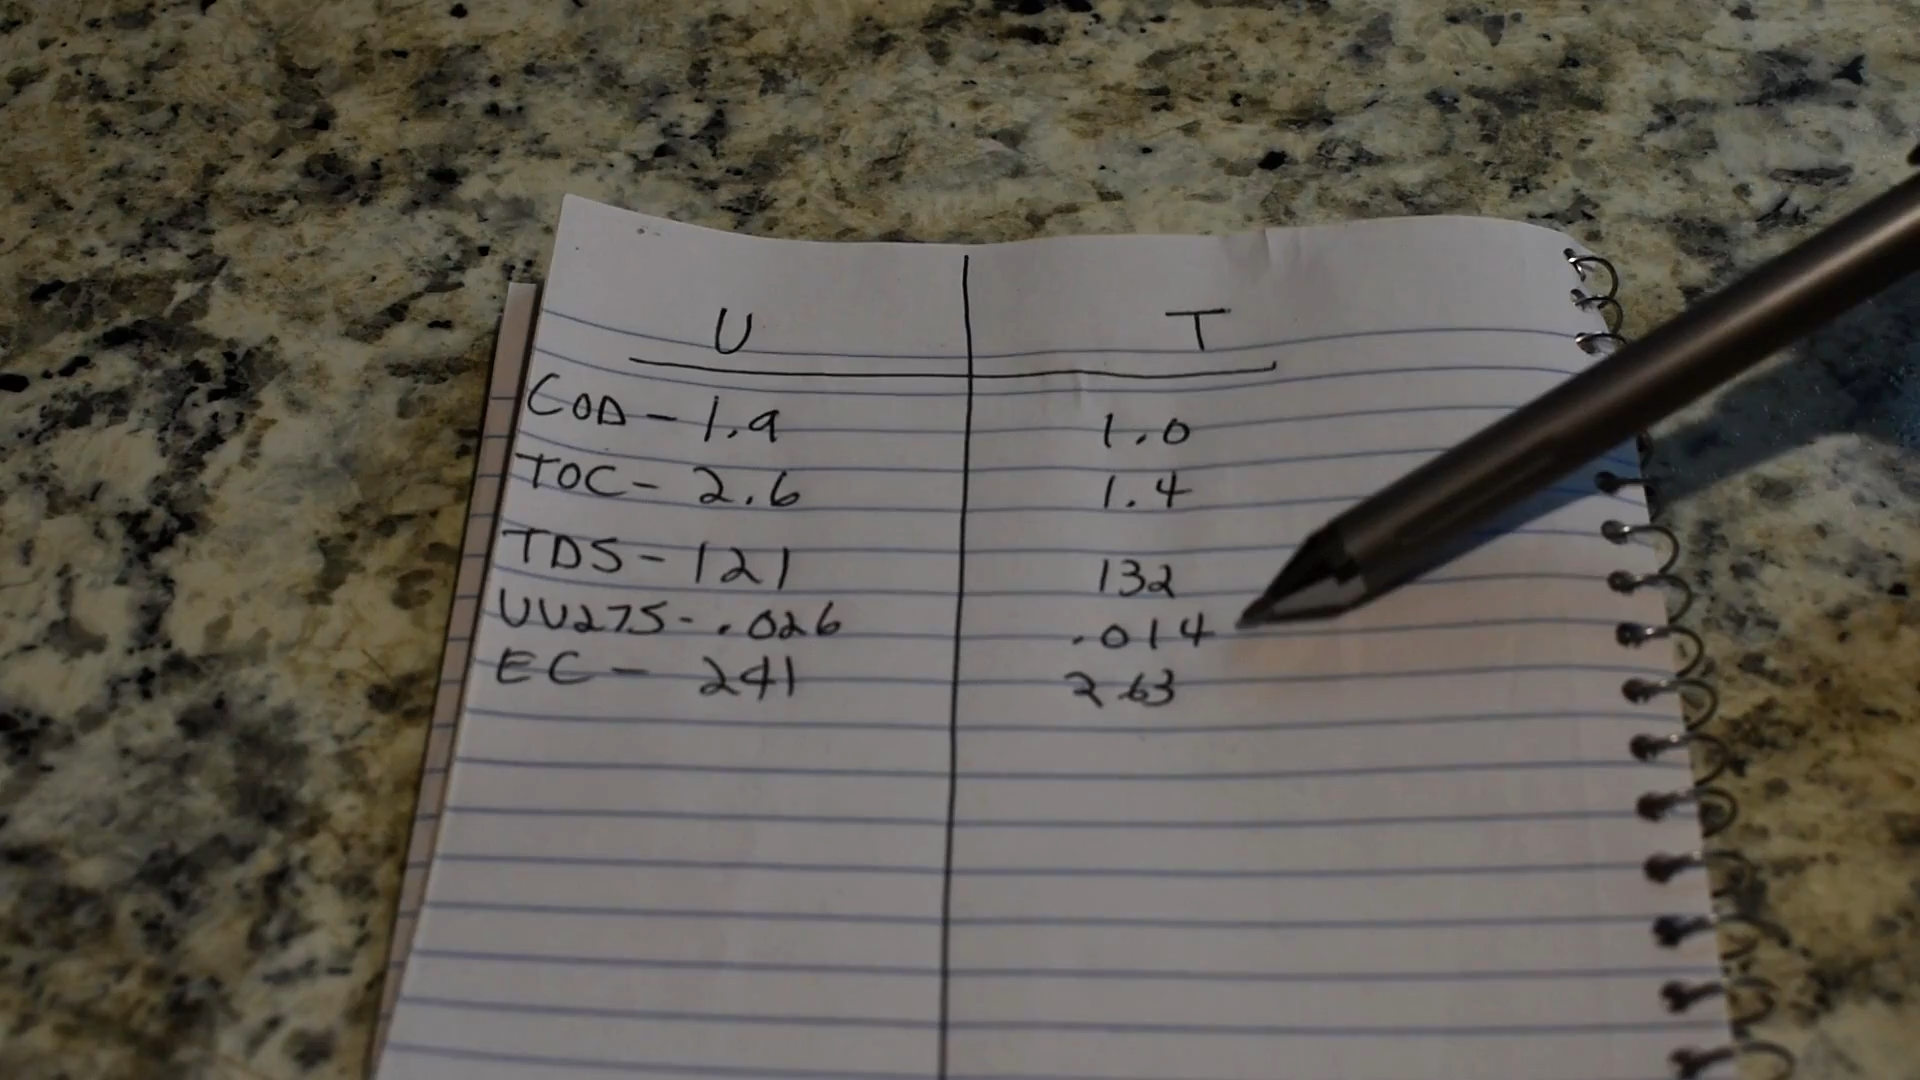 U T
COD - 1.9 1.0
TOC - 2.6 1.4
TDS - 121 132
UV275 - .026 .014
EC - 241 263